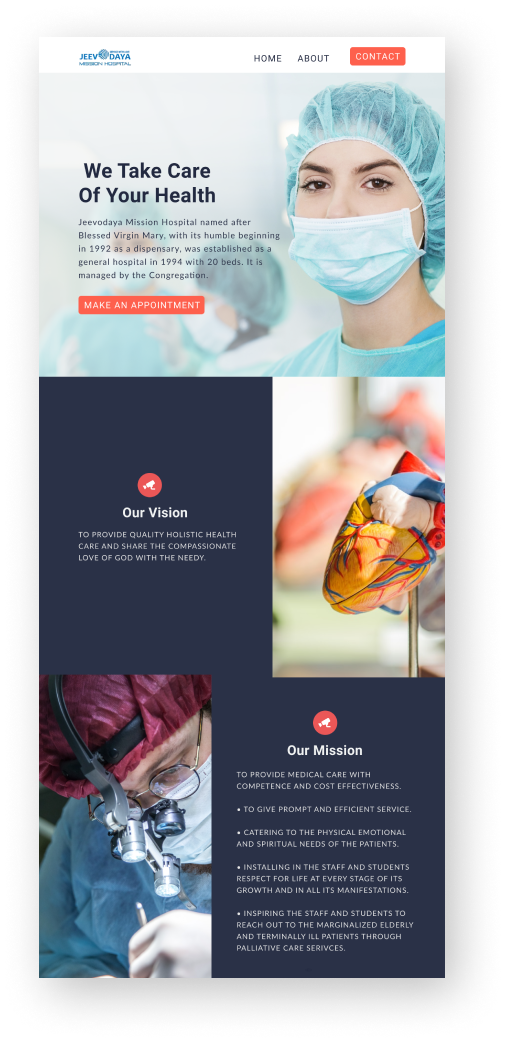 JEEVODAYA
MISSION HOSPITAL
HOME ABOUT CONTACT
We Take Care
Of Your Health
Jeevodaya Mission Hospital named after
Blessed Virgin Mary, with its humble beginning
in 1992 as a dispensary, was established as a
general hospital in 1994 with 20 beds. It is
managed by the Congregation.
MAKE AN APPOINTMENT
Our Vision
TO PROVIDE QUALITY HOLISTIC HEALTH
CARE AND SHARE THE COMPASSIONATE
LOVE OF GOD WITH THE NEEDY.
Our Mission
TO PROVIDE MEDICAL CARE WITH
COMPETENCE AND COST EFFECTIVENESS.
• TO GIVE PROMPT AND EFFICIENT SERVICE.
• CATERING TO THE PHYSICAL EMOTIONAL
AND SPIRITUAL NEEDS OF THE PATIENTS.
• INSTALLING IN THE STAFF AND STUDENTS
RESPECT FOR LIFE AT EVERY STAGE OF ITS
GROWTH AND IN ALL ITS MANIFESTATIONS.
• INSPIRING THE STAFF AND STUDENTS TO
REACH OUT TO THE MARGINALIZED ELDERLY
AND TERMINALLY ILL PATIENTS THROUGH
PALLIATIVE CARE SERIVCES.